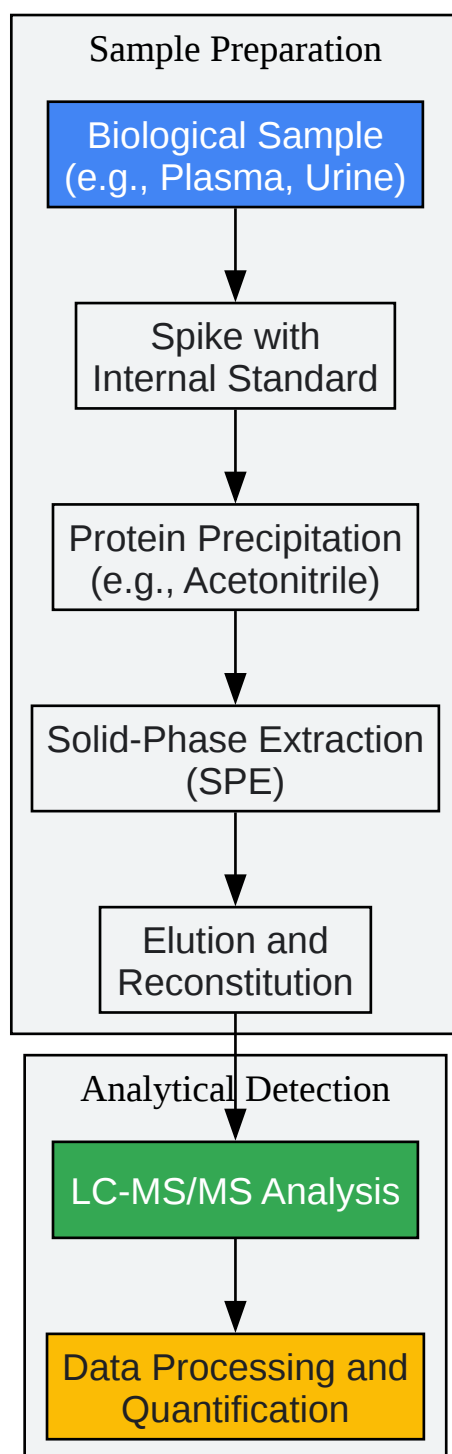 Sample Preparation
Biological Sample
(e.g., Plasma, Urine)
Spike with
Internal Standard
Protein Precipitation
(e.g., Acetonitrile)
Solid-Phase Extraction
(SPE)
Elution and
Reconstitution
Analytical Detection
LC-MS/MS Analysis
Data Processing and
Quantification